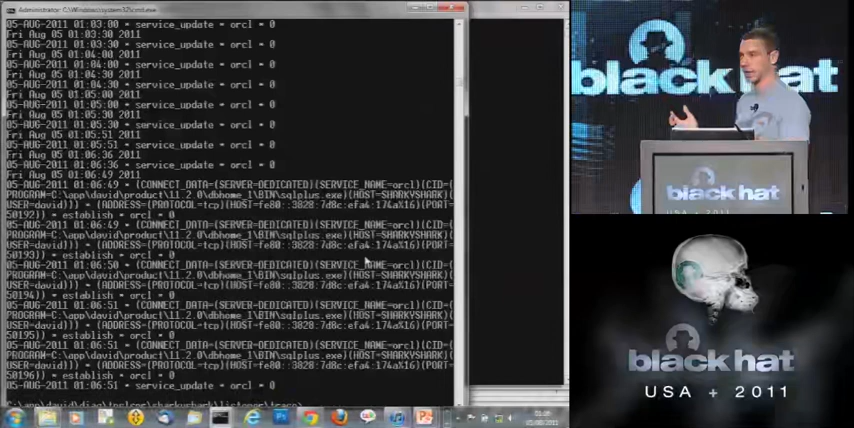 Administrator: C:\Windows\system32\cmd.exe
05-AUG-2011 01:03:00 * service_update * orcl * 0
Fri Aug 05 01:03:30 2011
05-AUG-2011 01:03:30 * service_update * orcl * 0
Fri Aug 05 01:04:00 2011
05-AUG-2011 01:04:00 * service_update * orcl * 0
Fri Aug 05 01:04:30 2011
05-AUG-2011 01:04:30 * service_update * orcl * 0
Fri Aug 05 01:05:00 2011
05-AUG-2011 01:05:00 * service_update * orcl * 0
Fri Aug 05 01:05:30 2011
05-AUG-2011 01:05:30 * service_update * orcl * 0
Fri Aug 05 01:05:51 2011
05-AUG-2011 01:05:51 * service_update * orcl * 0
Fri Aug 05 01:06:36 2011
05-AUG-2011 01:06:36 * service_update * orcl * 0
Fri Aug 05 01:06:49 2011
05-AUG-2011 01:06:49 * (CONNECT_DATA=(SERVER=DEDICATED)(SERVICE_NAME=orcl)(CID=(
PROGRAM=C:\app\david\product\11.2.0\dbhome_1\BIN\sqlplus.exe)(HOST=SHARKYSHARK)(
USER=david))) * (ADDRESS=(PROTOCOL=tcp)(HOST=fe80::3828:7d8c:efa4:174a%16)(PORT=
50192)) * establish * orcl * 0
05-AUG-2011 01:06:49 * (CONNECT_DATA=(SERVER=DEDICATED)(SERVICE_NAME=orcl)(CID=(
PROGRAM=C:\app\david\product\11.2.0\dbhome_1\BIN\sqlplus.exe)(HOST=SHARKYSHARK)(
USER=david))) * (ADDRESS=(PROTOCOL=tcp)(HOST=fe80::3828:7d8c:efa4:174a%16)(PORT=
50193)) * establish * orcl * 0
05-AUG-2011 01:06:50 * (CONNECT_DATA=(SERVER=DEDICATED)(SERVICE_NAME=orcl)(CID=(
PROGRAM=C:\app\david\product\11.2.0\dbhome_1\BIN\sqlplus.exe)(HOST=SHARKYSHARK)(
USER=david))) * (ADDRESS=(PROTOCOL=tcp)(HOST=fe80::3828:7d8c:efa4:174a%16)(PORT=
50194)) * establish * orcl * 0
05-AUG-2011 01:06:51 * (CONNECT_DATA=(SERVER=DEDICATED)(SERVICE_NAME=orcl)(CID=(
PROGRAM=C:\app\david\product\11.2.0\dbhome_1\BIN\sqlplus.exe)(HOST=SHARKYSHARK)(
USER=david))) * (ADDRESS=(PROTOCOL=tcp)(HOST=fe80::3828:7d8c:efa4:174a%16)(PORT=
50195)) * establish * orcl * 0
05-AUG-2011 01:06:51 * (CONNECT_DATA=(SERVER=DEDICATED)(SERVICE_NAME=orcl)(CID=(
PROGRAM=C:\app\david\product\11.2.0\dbhome_1\BIN\sqlplus.exe)(HOST=SHARKYSHARK)(
USER=david))) * (ADDRESS=(PROTOCOL=tcp)(HOST=fe80::3828:7d8c:efa4:174a%16)(PORT=
50196)) * establish * orcl * 0
05-AUG-2011 01:06:51 * service_update * orcl * 0
C:\app\david\diag\tnslsnr\sharkyshark\listener\trace>
black hat
black hat
USA + 2011
black hat
USA + 2011